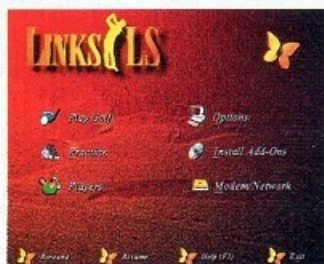 LINKS LS
Play Golf
Options
Practice
Install Add-Ons
Players
Modem/Network
Resume
Help (F1)
Exit